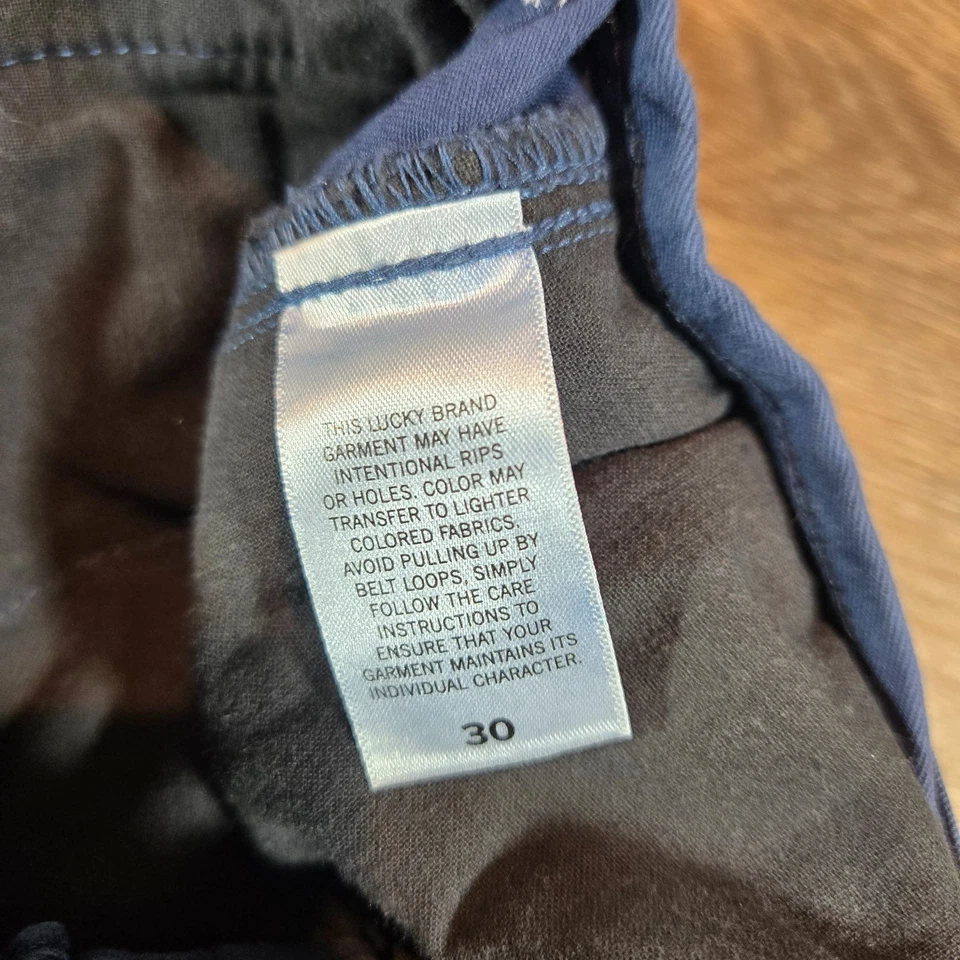 THIS LUCKY BRAND
GARMENT MAY HAVE
INTENTIONAL RIPS
OR HOLES. COLOR MAY
TRANSFER TO LIGHTER
COLORED FABRICS.
AVOID PULLING UP BY
BELT LOOPS, SIMPLY
FOLLOW THE CARE
INSTRUCTIONS TO
ENSURE THAT YOUR
GARMENT MAINTAINS ITS
INDIVIDUAL CHARACTER.
30